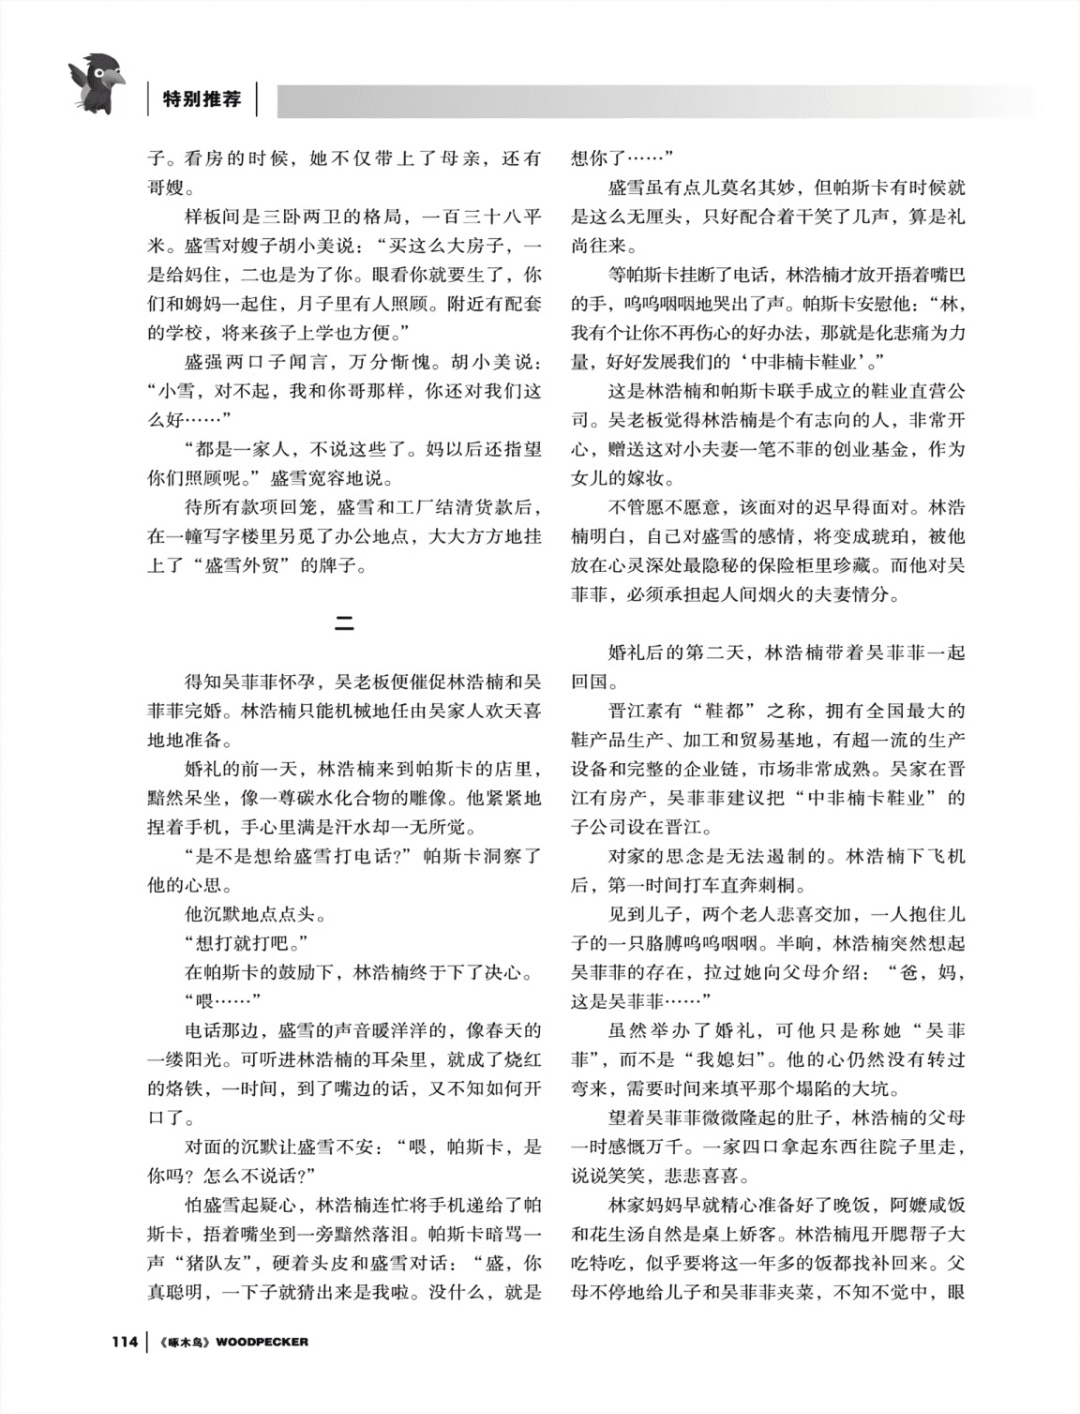 特别推荐
子。看房的时候，她不仅带上了母亲，还有
哥嫂。
样板间是三卧两卫的格局，一百三十八平
米。盛雪对嫂子胡小美说：“买这么大房子，一
是给妈住，二也是为了你。眼看你就要生了，你
们和姆妈一起住，月子里有人照顾。附近有配套
的学校，将来孩子上学也方便。”
盛强两口子闻言，万分惭愧。胡小美说：
“小雪，对不起，我和你哥那样，你还对我们这
么好……”
“都是一家人，不说这些了。妈以后还指望
你们照顾呢。”盛雪宽容地说。
待所有款项回笼，盛雪和工厂结清货款后，
在一幢写字楼里另觅了办公地点，大大方方地挂
上了“盛雪外贸”的牌子。
二
得知吴菲菲怀孕，吴老板便催促林浩楠和吴
菲菲完婚。林浩楠只能机械地任由吴家人欢天喜
地地准备。
婚礼的前一天，林浩楠来到帕斯卡的店里，
黯然呆坐，像一尊碳水化合物的雕像。他紧紧地
捏着手机，手心里满是汗水却一无所觉。
“是不是想给盛雪打电话?”帕斯卡洞察了
他的心思。
他沉默地点点头。
“想打就打吧。”
在帕斯卡的鼓励下，林浩楠终于下了决心。
“喂……”
电话那边，盛雪的声音暖洋洋的，像春天的
一缕阳光。可听进林浩楠的耳朵里，就成了烧红
的烙铁，一时间，到了嘴边的话，又不知如何开
口了。
对面的沉默让盛雪不安：“喂，帕斯卡，是
你吗? 怎么不说话?”
怕盛雪起疑心，林浩楠连忙将手机递给了帕
斯卡，捂着嘴坐到一旁黯然落泪。帕斯卡暗骂一
声“猪队友”，硬着头皮和盛雪对话：“盛，你
真聪明，一下子就猜出来是我啦。没什么，就是
想你了……”
盛雪虽有点儿莫名其妙，但帕斯卡有时候就
是这么无厘头，只好配合着干笑了几声，算是礼
尚往来。
等帕斯卡挂断了电话，林浩楠才放开捂着嘴巴
的手，呜呜咽咽地哭出了声。帕斯卡安慰他：“林，
我有个让你不再伤心的好办法，那就是化悲痛为力
量，好好发展我们的‘中非楠卡鞋业’。”
这是林浩楠和帕斯卡联手成立的鞋业直营公
司。吴老板觉得林浩楠是个有志向的人，非常开
心，赠送这对小夫妻一笔不菲的创业基金，作为
女儿的嫁妆。
不管愿不愿意，该面对的迟早得面对。林浩
楠明白，自己对盛雪的感情，将变成琥珀，被他
放在心灵深处最隐秘的保险柜里珍藏。而他对吴
菲菲，必须承担起人间烟火的夫妻情分。
婚礼后的第二天，林浩楠带着吴菲菲一起
回国。
晋江素有“鞋都”之称，拥有全国最大的
鞋产品生产、加工和贸易基地，有超一流的生产
设备和完整的企业链，市场非常成熟。吴家在晋
江有房产，吴菲菲建议把“中非楠卡鞋业”的
子公司设在晋江。
对家的思念是无法遏制的。林浩楠下飞机
后，第一时间打车直奔刺桐。
见到儿子，两个老人悲喜交加，一人抱住儿
子的一只胳膊呜呜咽咽。半晌，林浩楠突然想起
吴菲菲的存在，拉过她向父母介绍：“爸，妈，
这是吴菲菲……”
虽然举办了婚礼，可他只是称她“吴菲
菲”，而不是“我媳妇”。他的心仍然没有转过
弯来，需要时间来填平那个塌陷的大坑。
望着吴菲菲微微隆起的肚子，林浩楠的父母
一时感慨万千。一家四口拿起东西往院子里走，
说说笑笑，悲悲喜喜。
林家妈妈早就精心准备好了晚饭，阿嬷咸饭
和花生汤自然是桌上娇客。林浩楠甩开腮帮子大
吃特吃，似乎要将这一年多的饭都找补回来。父
母不停地给儿子和吴菲菲夹菜，不知不觉中，眼
114 《啄木鸟》WOODPECKER